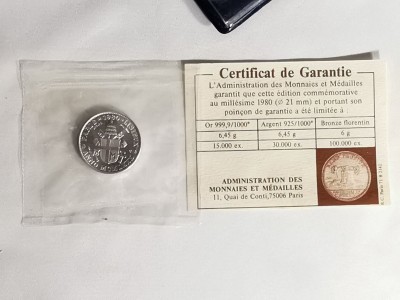 Certificat de Garantie
L'Administration des Monnaies et Médailles
garantit que cette édition commémorative
au millésime 1980 (Ø 21 mm) et portant son
poinçon de garantie a été limitée à :
Or 999,9/1000° Argent 925/1000° Bronze florentin
6,45 g 6,45 g 6 g
15.000 ex. 30.000 ex. 100.000 ex.
ADMINISTRATION DES
MONNAIES ET MÉDAILLES
11, Quai de Conti, 75006 Paris